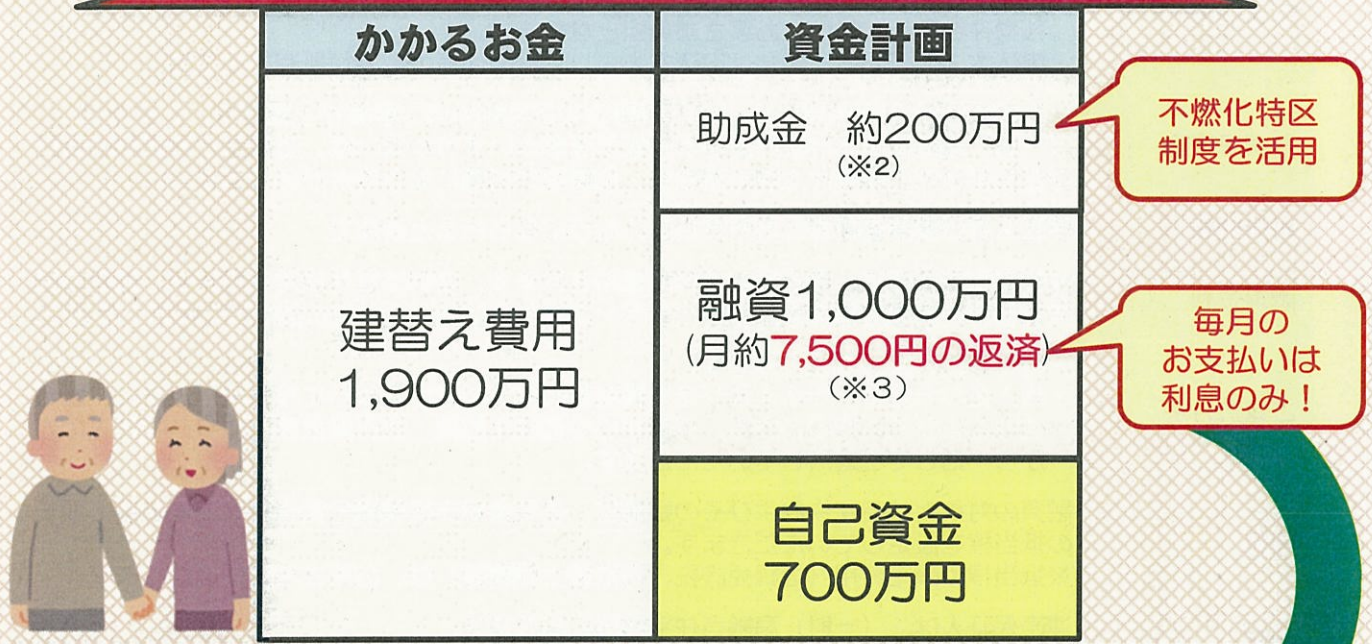 かかるお金
資金計画
建替え費用
1,900万円
助成金　約200万円
(※2)
不燃化特区
制度を活用
融資1,000万円
(月約7,500円の返済)
(※3)
毎月の
お支払いは
利息のみ！
自己資金
700万円